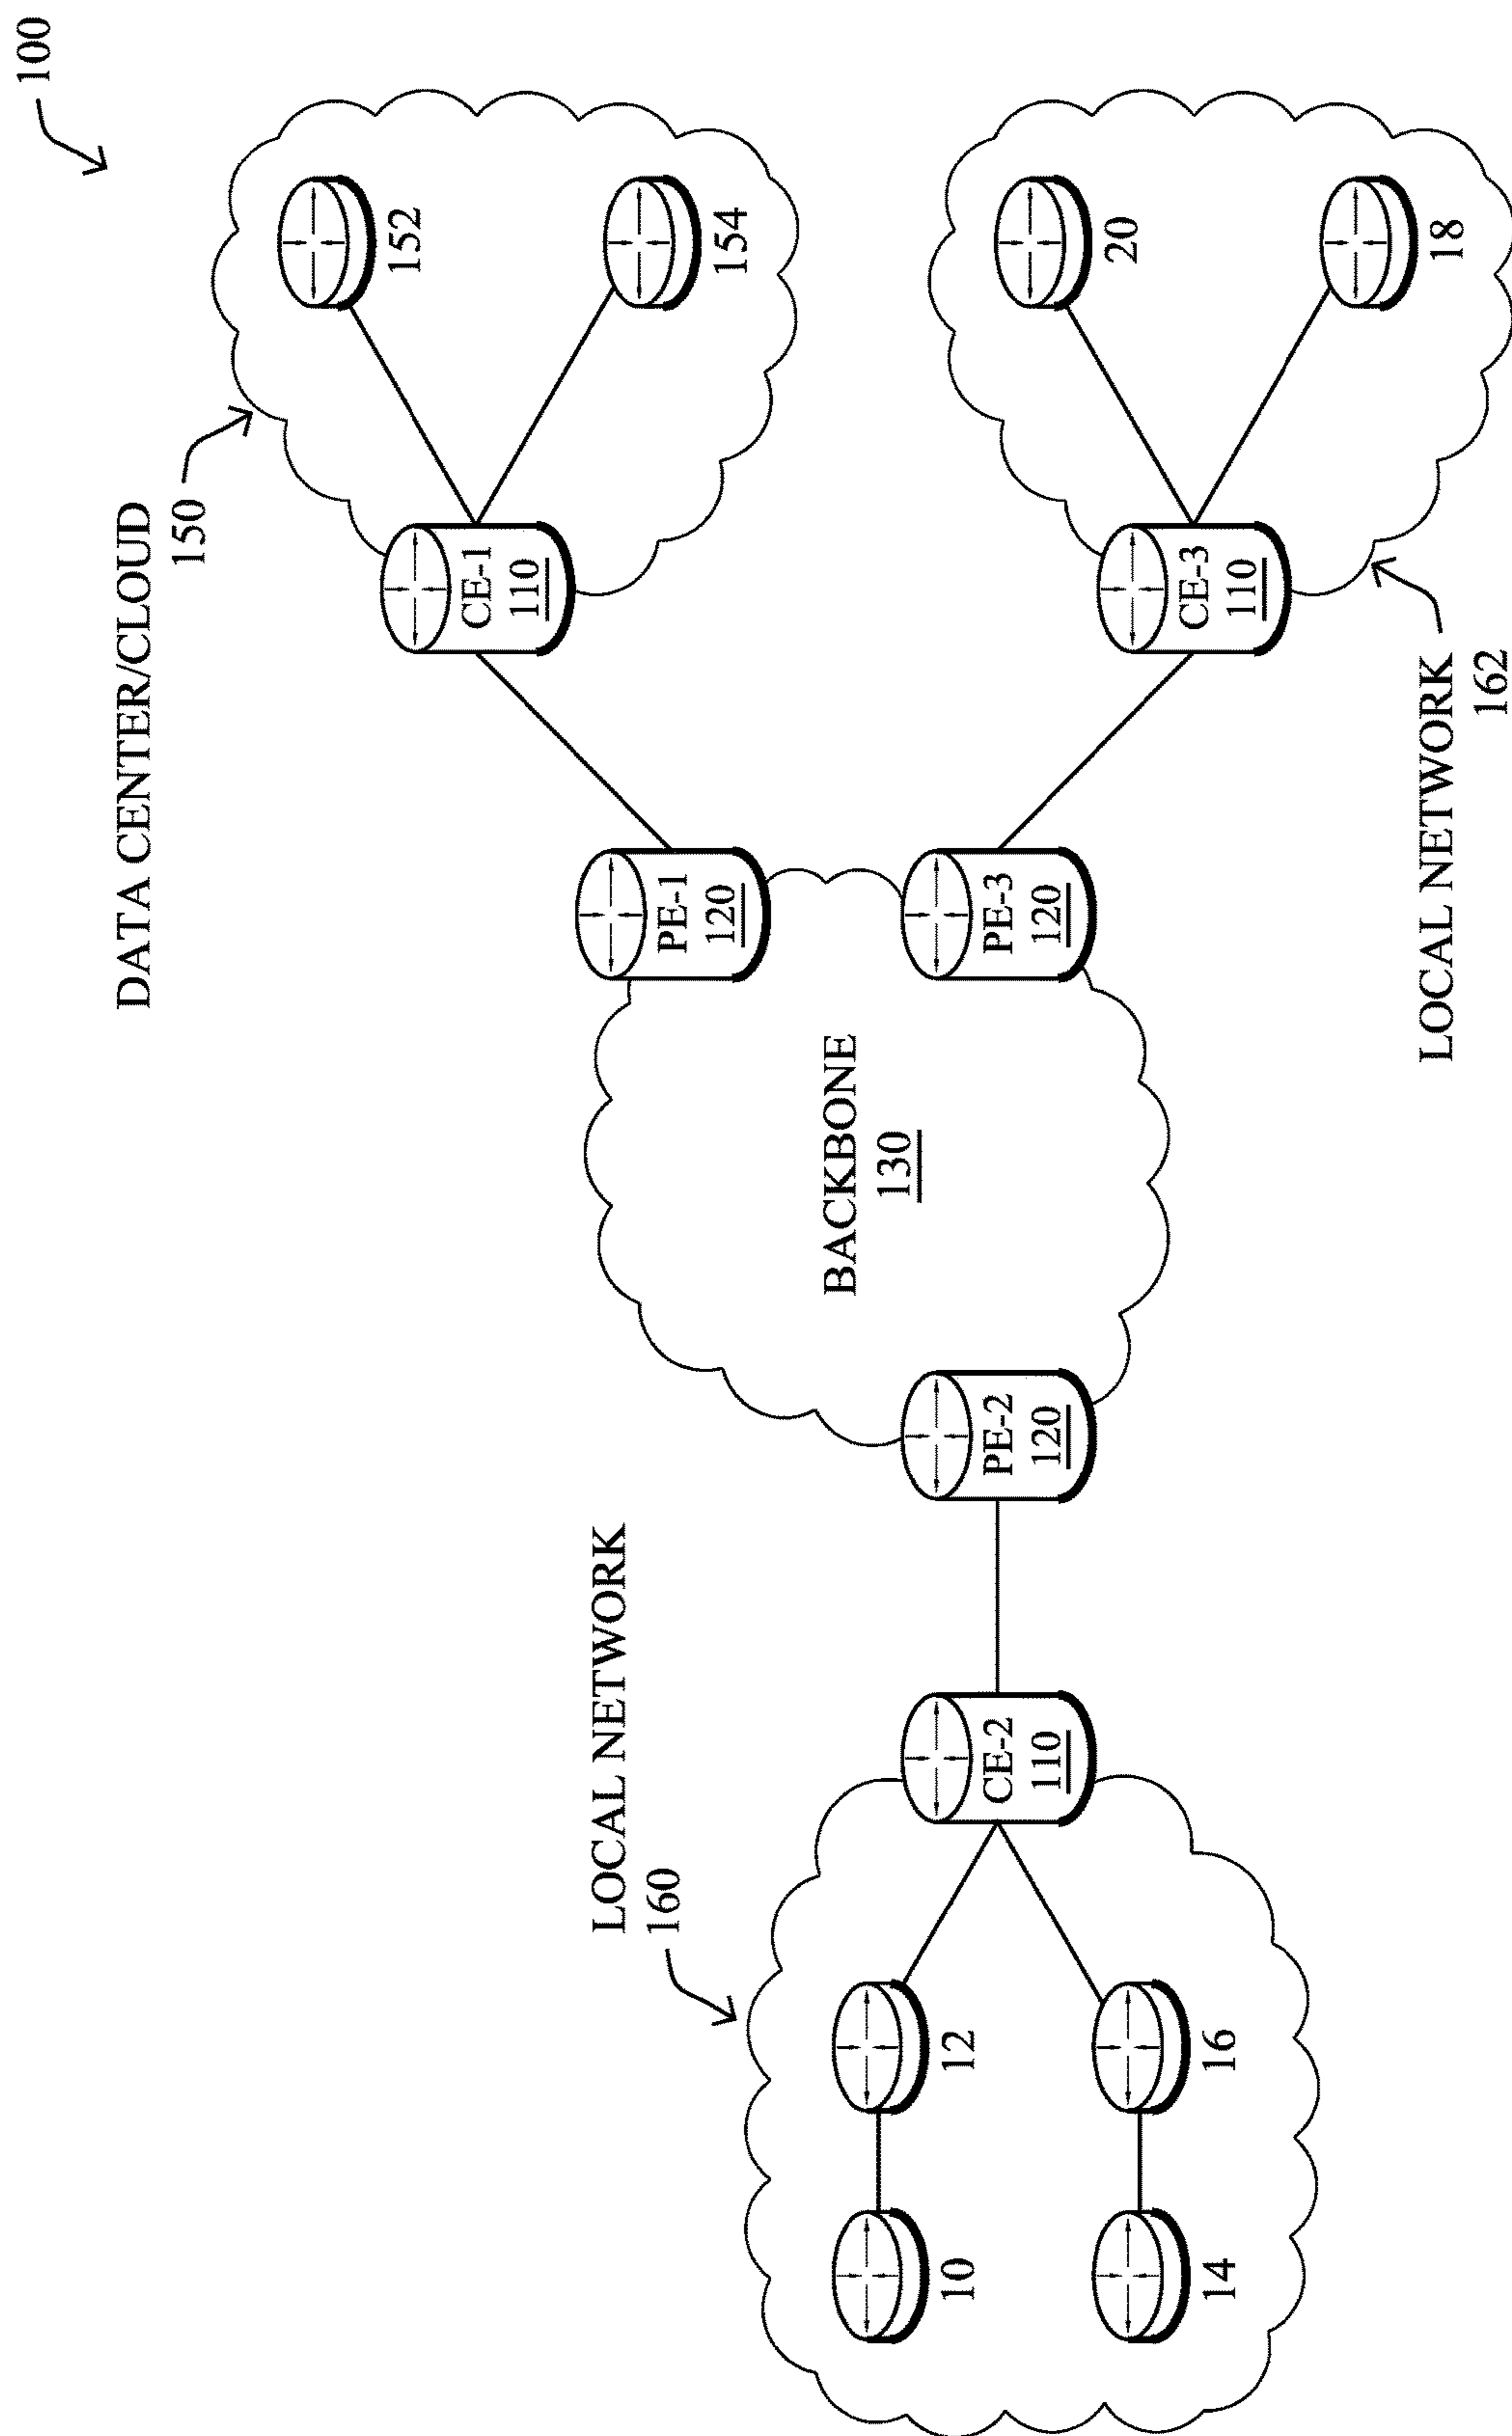 100
DATA CENTER/CLOUD
150
152
CE-1
110
154
LOCAL NETWORK
160
PE-1
120
BACKBONE
130
10
12
CE-2
110
PE-2
120
PE-3
120
20
CE-3
110
14
16
18
LOCAL NETWORK
162